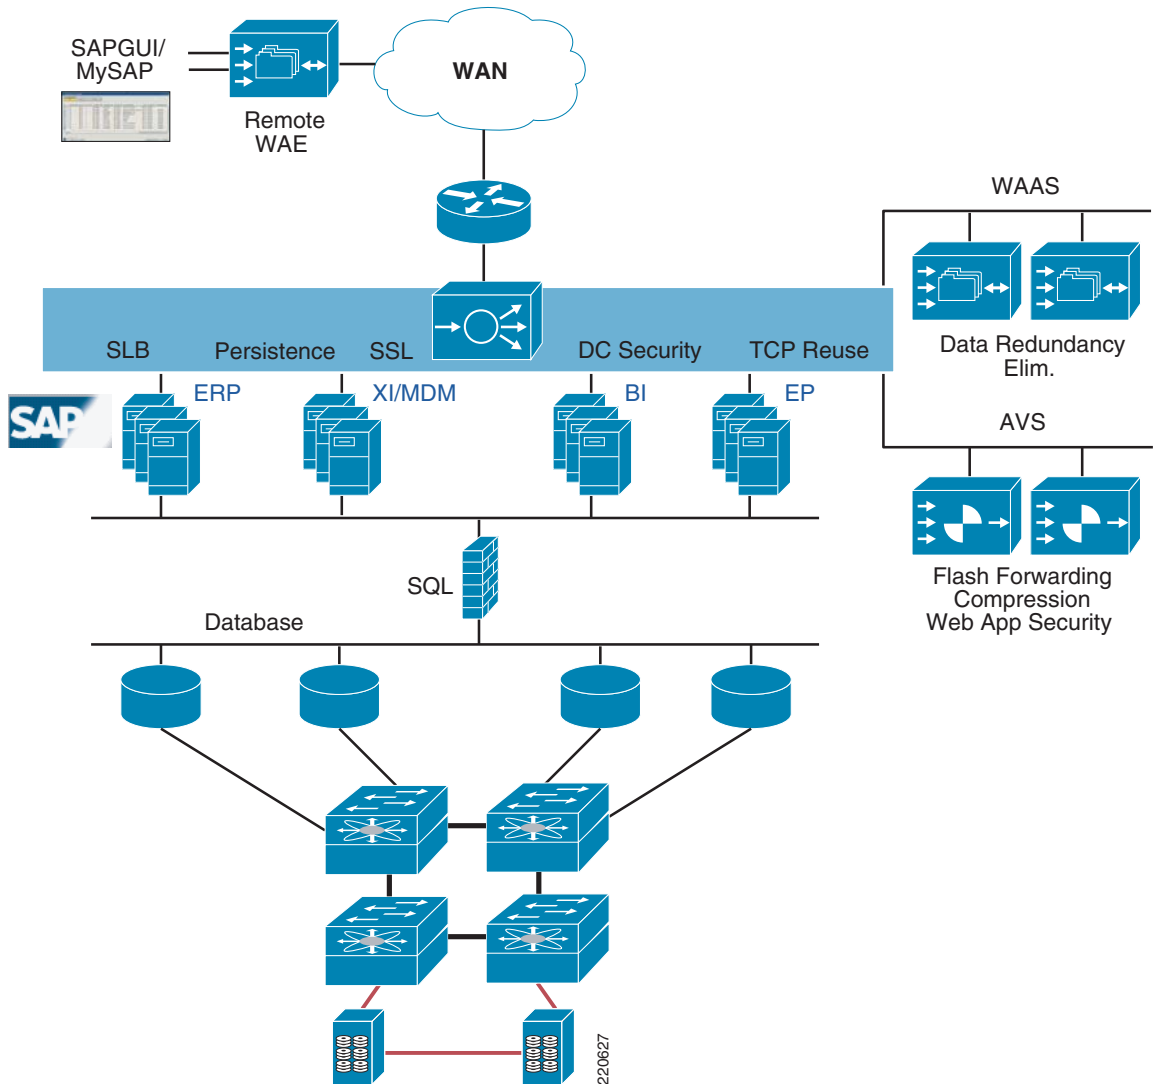 SAPGUI/
MySAP
Remote
WAE
WAN
WAAS
Data Redundancy
Elim.
SLB
Persistence
SSL
DC Security
TCP Reuse
SAP
ERP
XI/MDM
BI
EP
AVS
Flash Forwarding
Compression
Web App Security
SQL
Database
220627